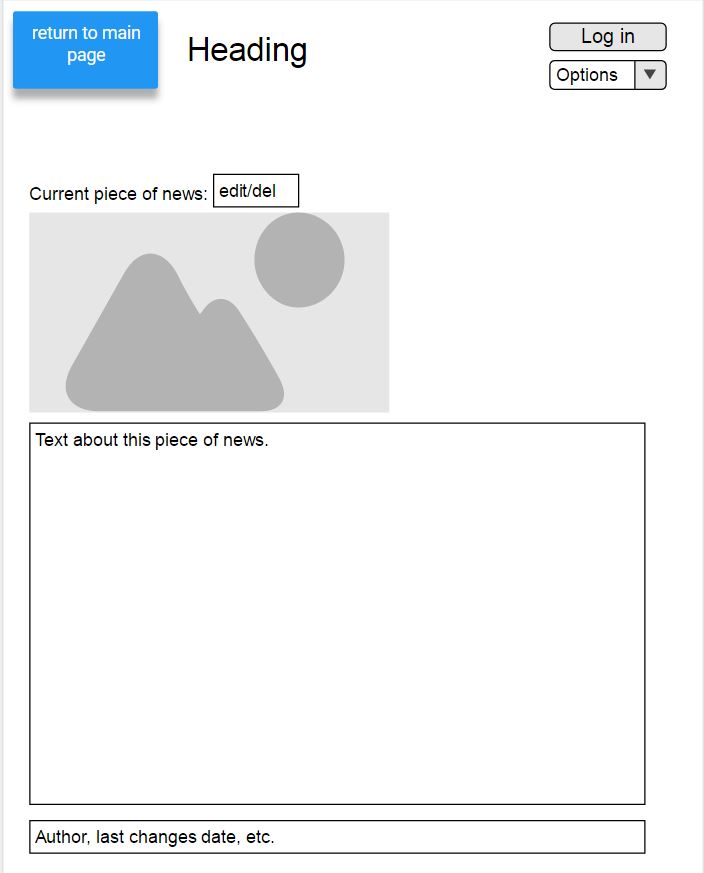 return to main
page
Heading
Log in
Options
Current piece of news:
edit/del
Text about this piece of news.
Author, last changes date, etc.